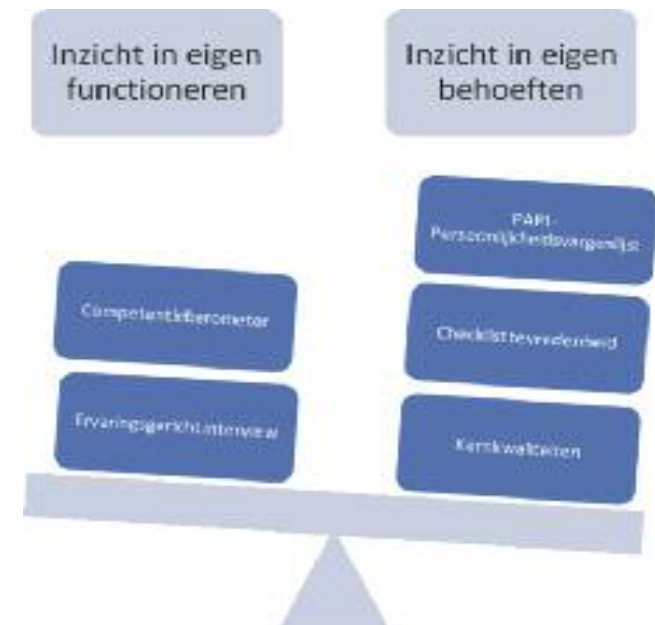 Inzicht in eigen
functioneren
Inzicht in eigen
behoeften
PAPI-
Persoonlijkheidsvragenlijst
Competentiebarometer
Checklist tevredenheid
Ervaringsgericht interview
Kernkwaliteiten